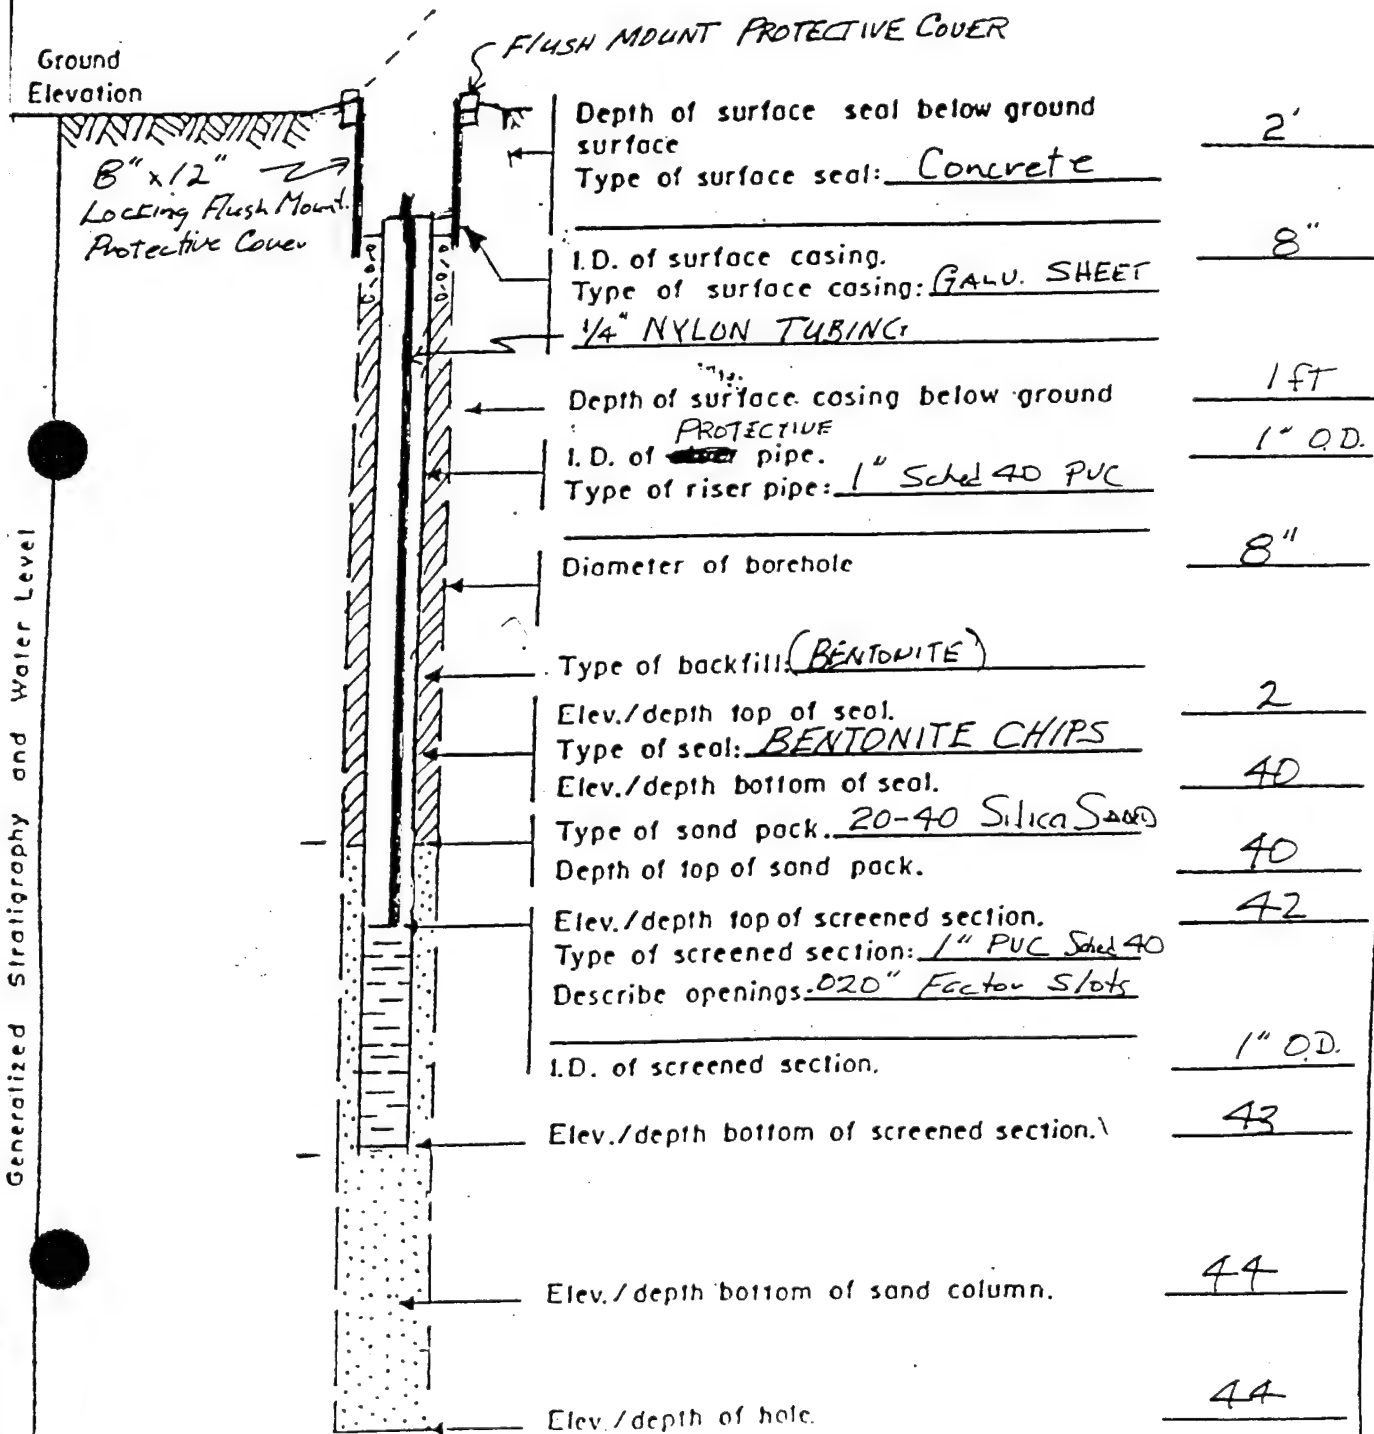 FLUSH MOUNT PROTECTIVE COVER
Ground
Elevation
8" x 12"
Locking Flush Mount
Protective Cover
Depth of surface seal below ground
surface
2'
Type of surface seal: Concrete
I.D. of surface casing.
8"
Type of surface casing: GALV. SHEET
1/4" NYLON TUBING
Depth of surface casing below ground
1 fT
PROTECTIVE
I.D. of pipe.
1" O.D.
Type of riser pipe: 1" Sched 40 PVC
Diameter of borehole
8"
Type of backfill: (BENTONITE)
Elev./depth top of seal.
2
Type of seal: BENTONITE CHIPS
Elev./depth bottom of seal.
40
Type of sand pack. 20-40 Silica SAND
Depth of top of sand pack.
40
Elev./depth top of screened section.
42
Type of screened section: 1" PVC Sched 40
Describe openings. .020" Slots
I.D. of screened section.
1" O.D.
Elev./depth bottom of screened section.
43
Elev./depth bottom of sand column.
44
Elev./depth of hole.
44
Generalized Stratigraphy and Water Level